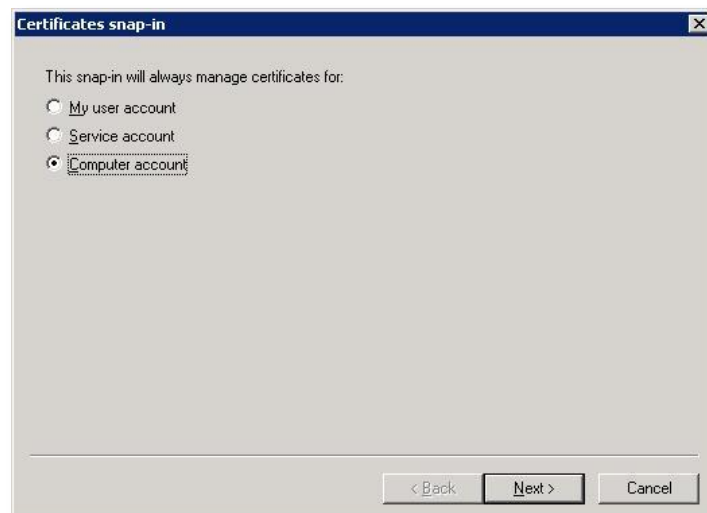 Certificates snap-in
This snap-in will always manage certificates for:
My user account
Service account
Computer account
< Back
Next >
Cancel